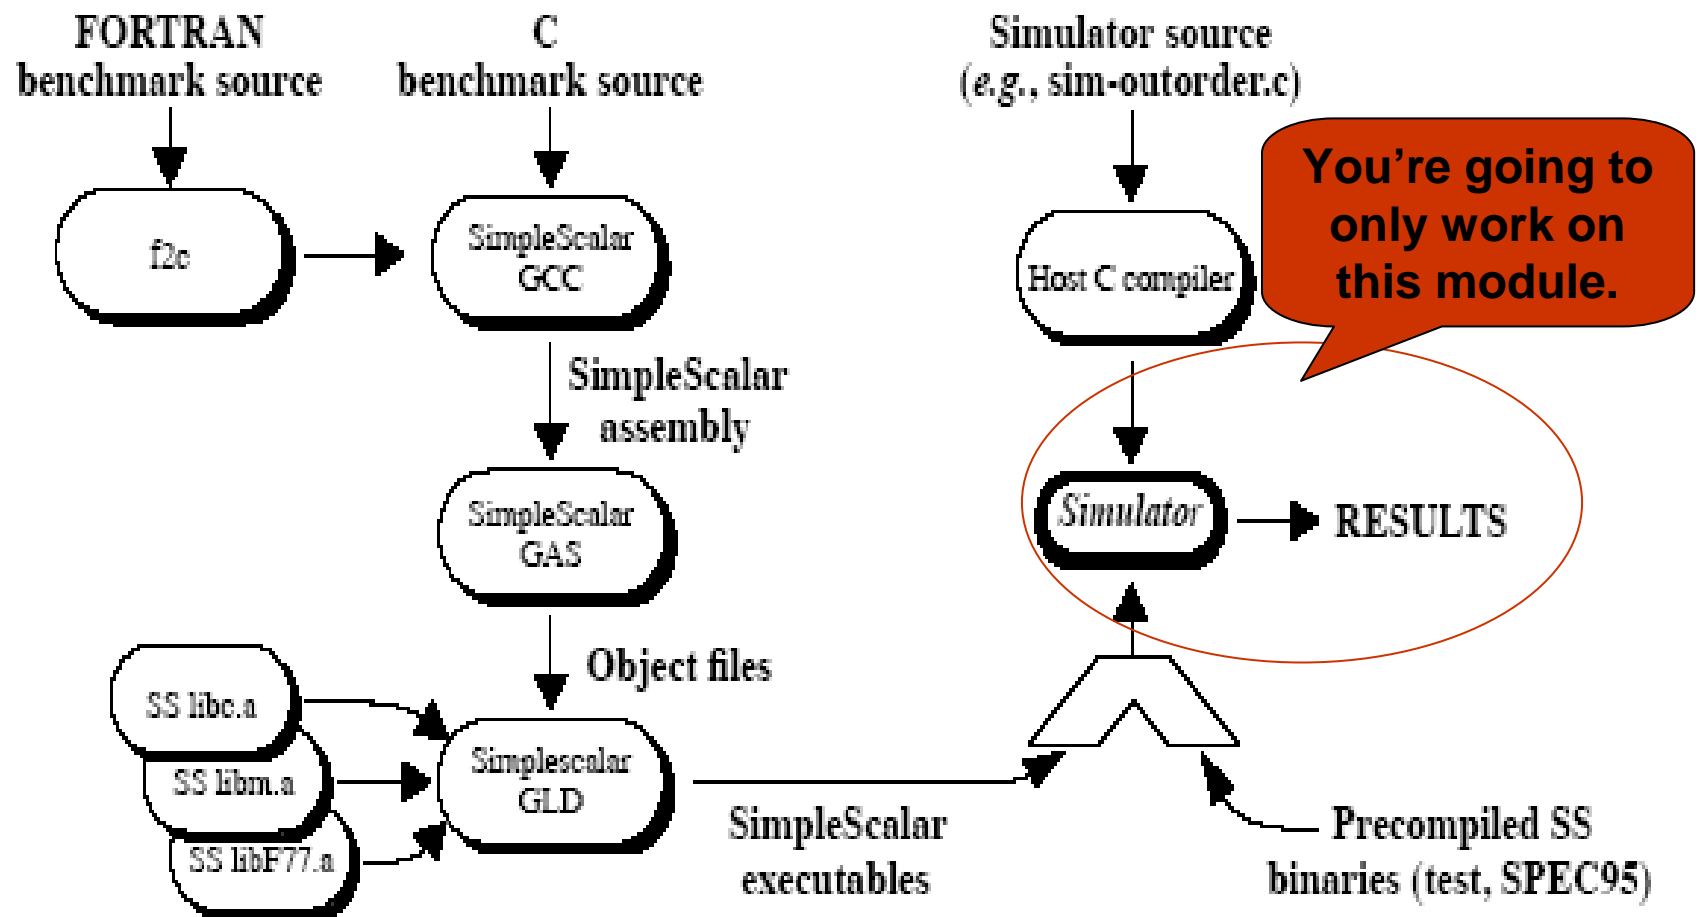 FORTRAN
benchmark source
C
benchmark source
Simulator source
(e.g., sim-outorder.c)
You’re going to
only work on
this module.
f2c
SimpleScalar
GCC
Host C compiler
SimpleScalar
assembly
SimpleScalar
GAS
Simulator
RESULTS
Object files
SS libc.a
SS libm.a
SS libF77.a
Simplescalar
GLD
SimpleScalar
executables
Precompiled SS
binaries (test, SPEC95)